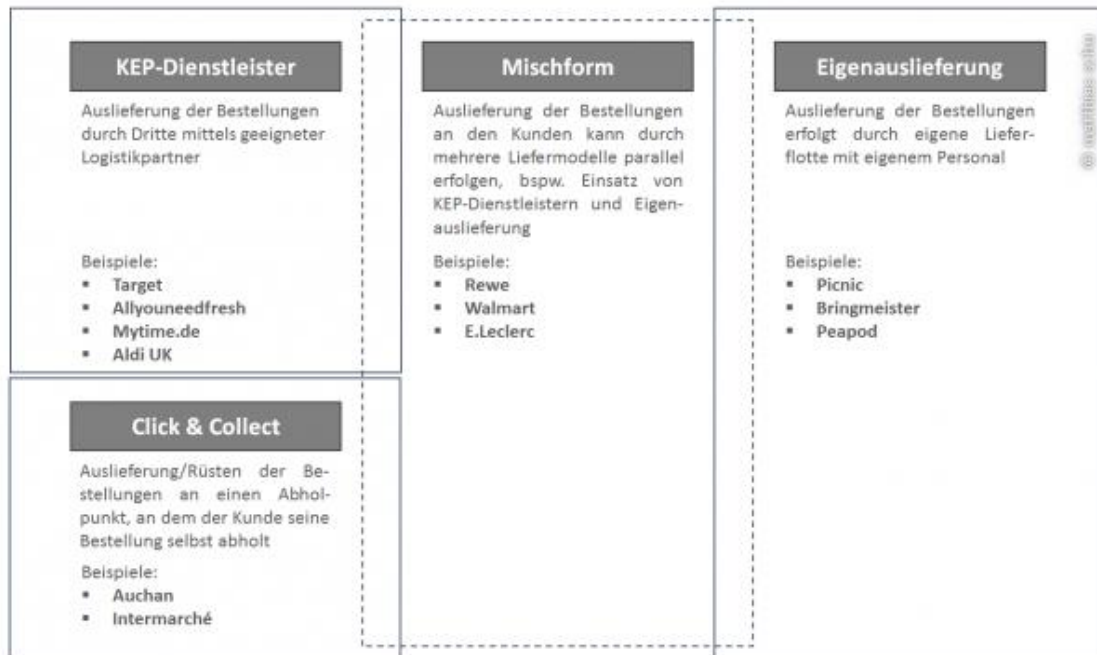 KEP-Dienstleister
Auslieferung der Bestellungen
durch Dritte mittels geeigneter
Logistikpartner
Beispiele:
▪ Target
▪ Allyouneedfresh
▪ Mytime.de
▪ Aldi UK
Click & Collect
Auslieferung/Rüsten der Be-
stellungen an einen Abhol-
punkt, an dem der Kunde seine
Bestellung selbst abholt
Beispiele:
▪ Auchan
▪ Intermarché
Mischform
Auslieferung der Bestellungen
an den Kunden kann durch
mehrere Liefermodelle parallel
erfolgen, bspw. Einsatz von
KEP-Dienstleistern und Eigen-
auslieferung
Beispiele:
▪ Rewe
▪ Walmart
▪ E.Leclerc
Eigenauslieferung
Auslieferung der Bestellungen
erfolgt durch eigene Liefer-
flotte mit eigenem Personal
Beispiele:
▪ Picnic
▪ Bringmeister
▪ Peapod
© matthias